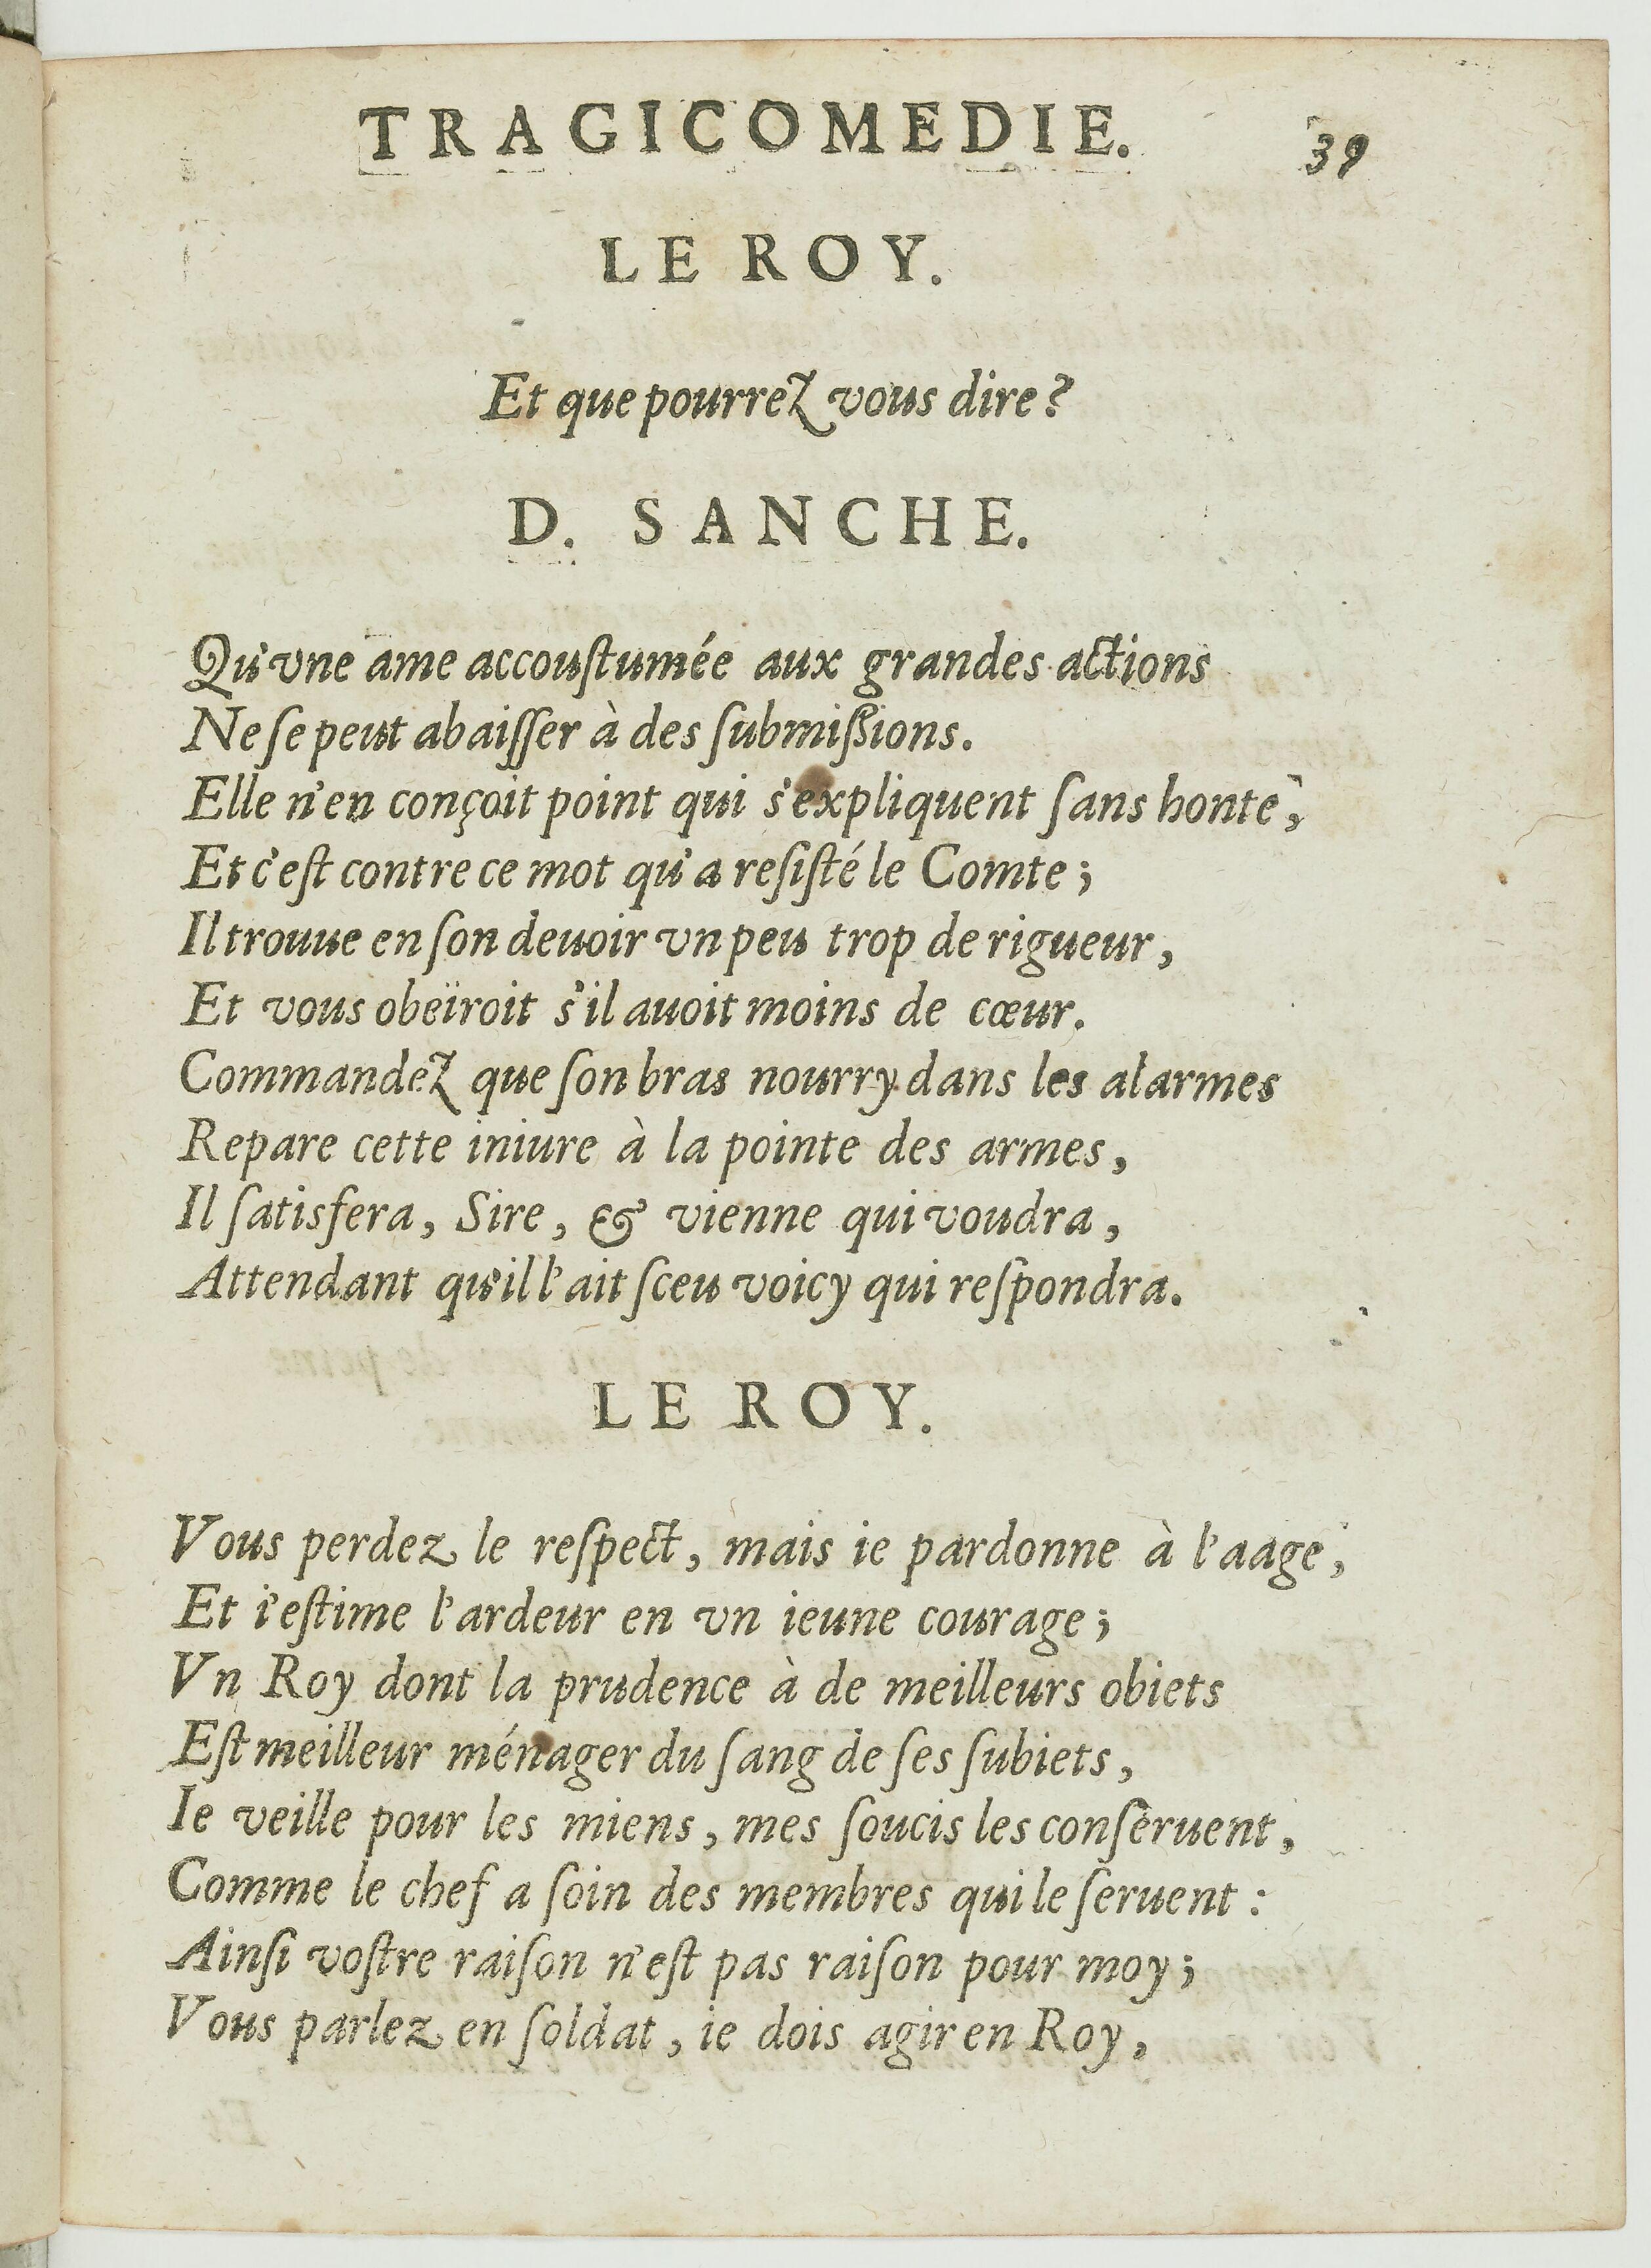 TRAGICOMEDIE. 39
LE ROY.
Et que pourrez vous dire?
D. SANCHE.
Qu'vne ame accouſtumée aux grandes actions
Ne ſe peut abaiſſer à des ſubmiſsions.
Elle n'en conçoit point qui s'expliquent ſans honte,
Et c'eſt contre ce mot qu'a reſiſté le Comte;
Il trouue en ſon deuoir vn peu trop de rigueur,
Et vous obeïroit s'il auoit moins de cœur.
Commandez que ſon bras nourry dans les alarmes
Repare cette iniure à la pointe des armes,
Il ſatisfera, Sire, & vienne qui voudra,
Attendant qu'il l'ait ſceu voicy qui reſpondra.
LE ROY.
Vous perdez le reſpect, mais ie pardonne à l'aage,
Et i'eſtime l'ardeur en vn ieune courage;
Vn Roy dont la prudence à de meilleurs obiets
Eſt meilleur ménager du ſang de ſes ſubiets,
Ie veille pour les miens, mes ſoucis les conſeruent,
Comme le chef a ſoin des membres qui le ſeruent:
Ainſi voſtre raiſon n'eſt pas raiſon pour moy;
Vous parlez en ſoldat, ie dois agir en Roy,